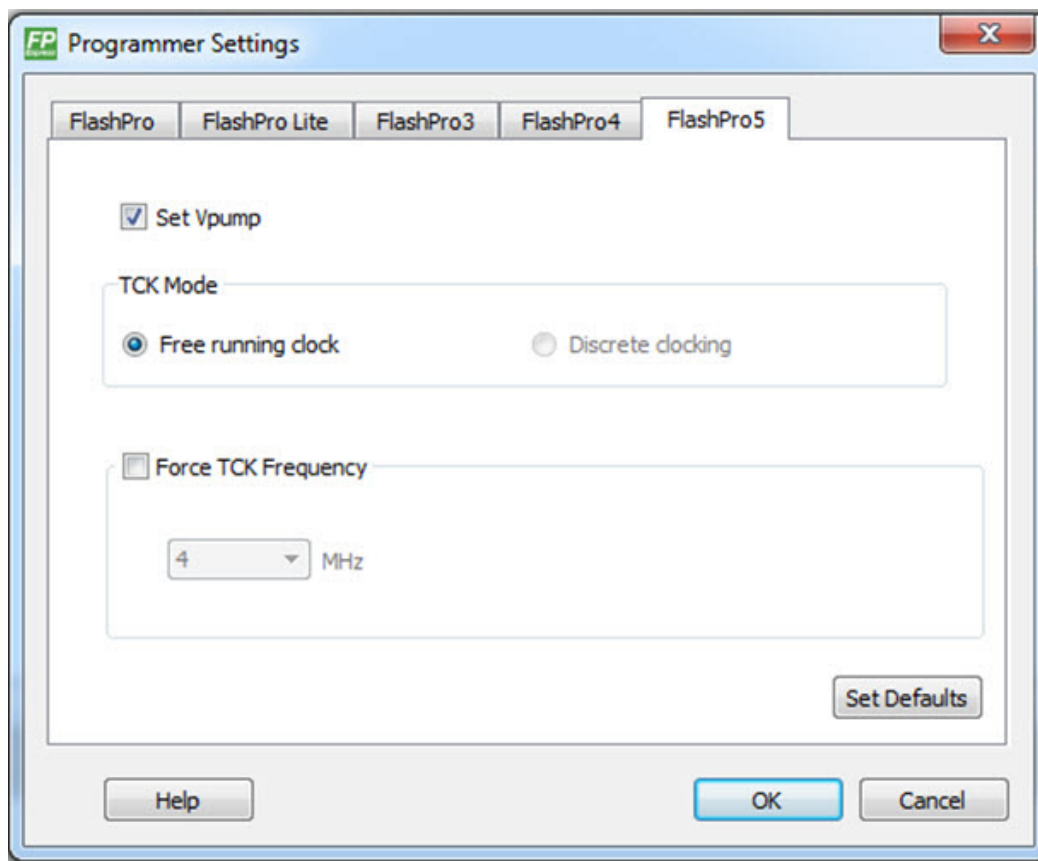 FP Express Programmer Settings
FlashPro FlashPro Lite FlashPro3 FlashPro4 FlashPro5
Set Vpump
TCK Mode
Free running clock Discrete clocking
Force TCK Frequency
4 MHz
Set Defaults
Help OK Cancel